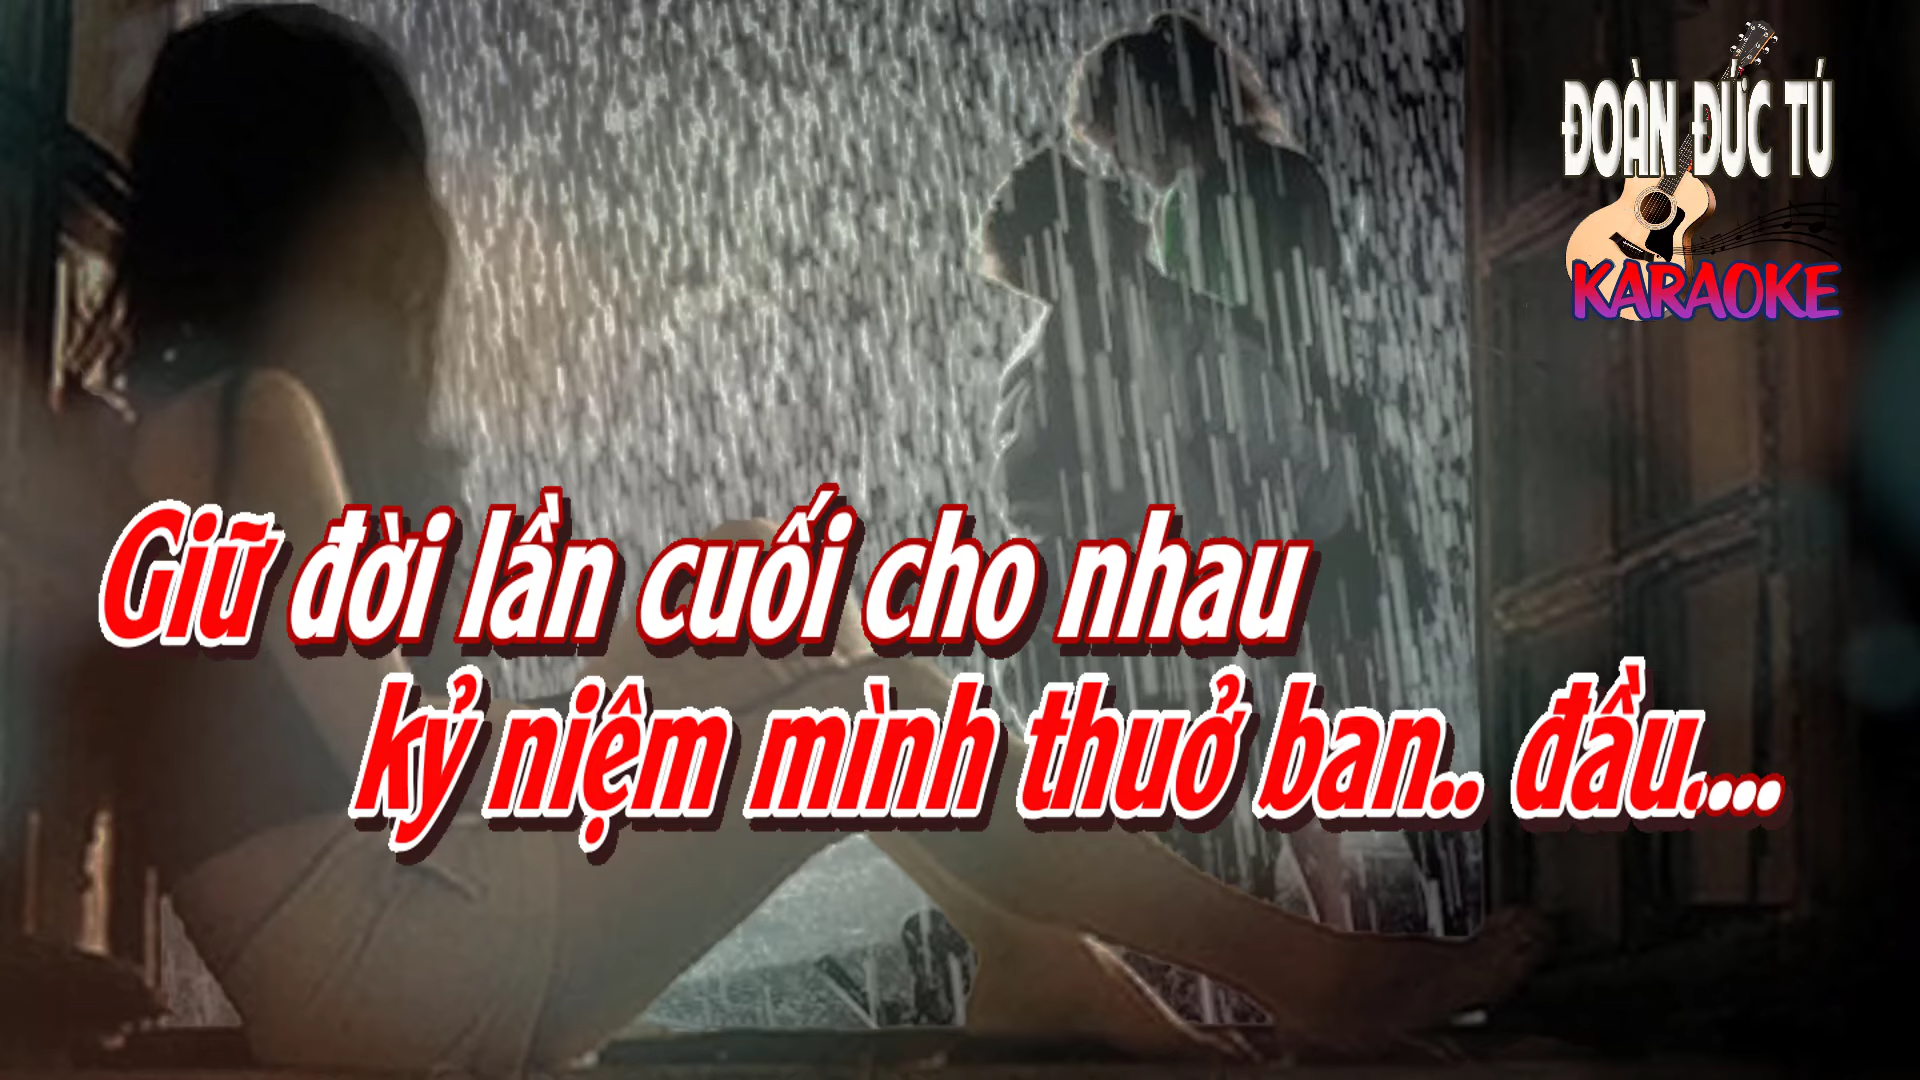 ĐOÀN ĐỨC TÚ
KARAOKE
Giữ đời lần cuối cho nhau
kỷ niệm mình thuở ban.. đầu....